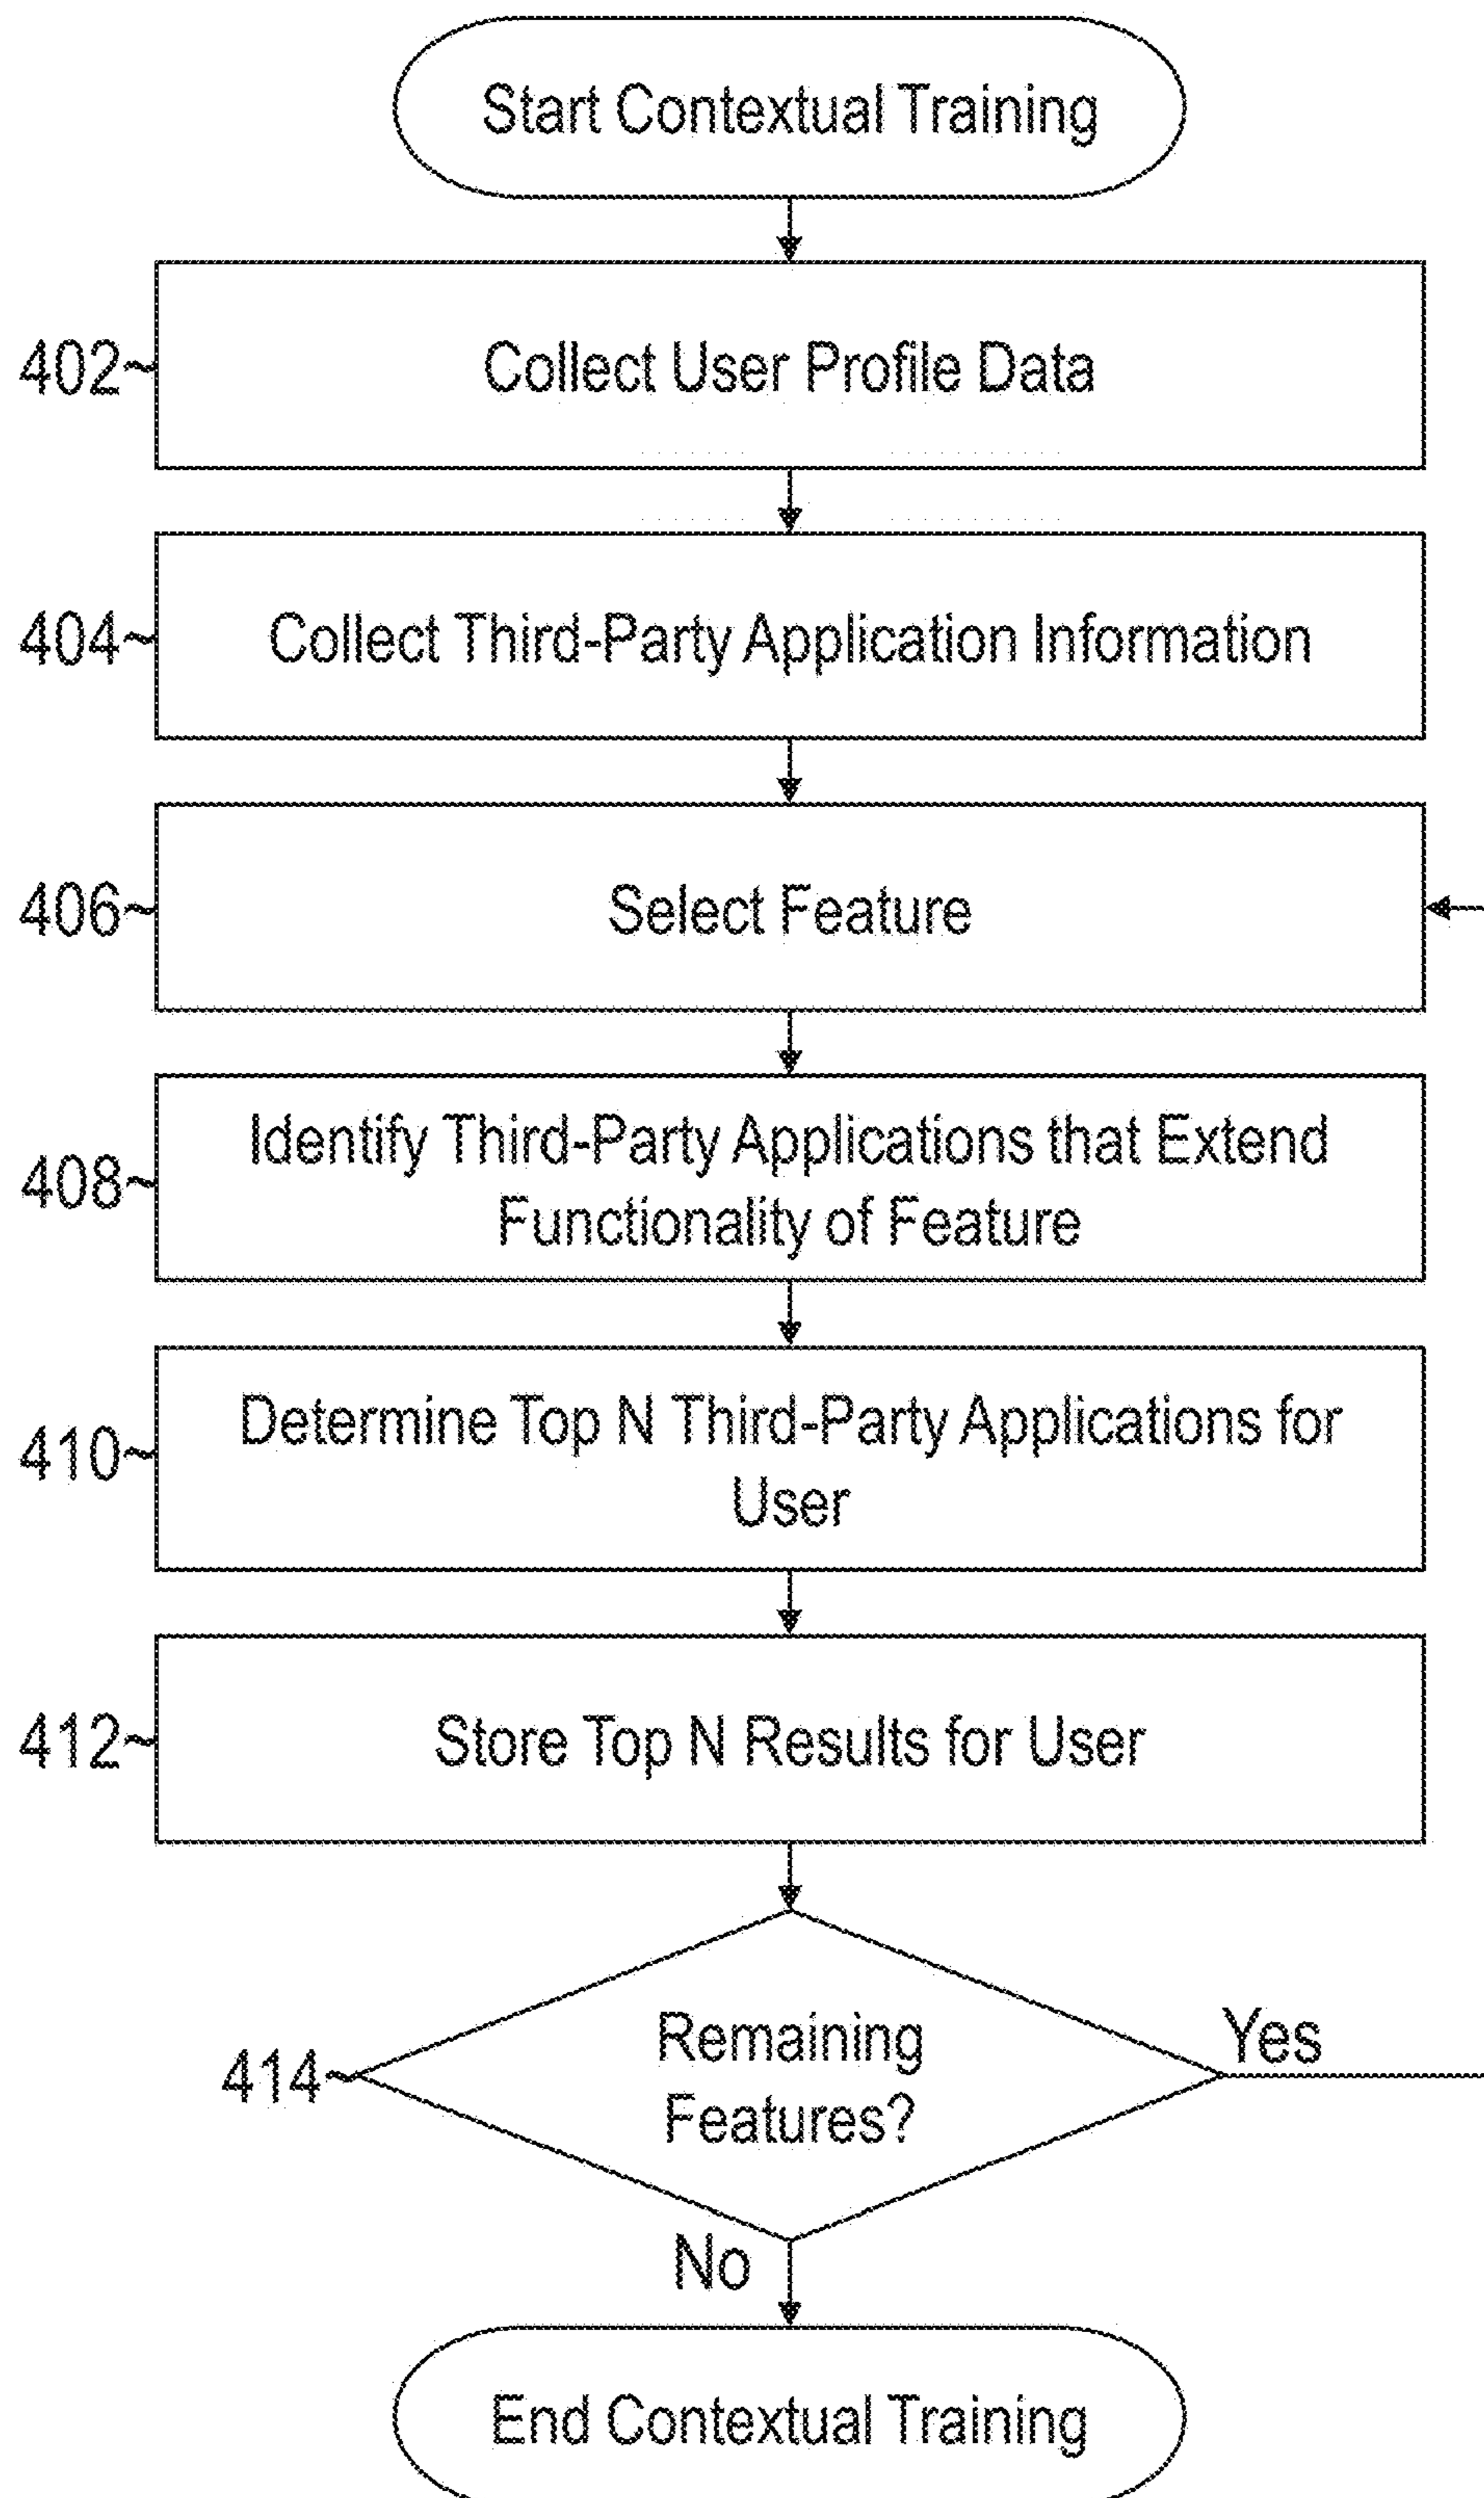 Start Contextual Training
402
Collect User Profile Data
404
Collect Third-Party Application Information
406
Select Feature
408
Identify Third-Party Applications that Extend
Functionality of Feature
410
Determine Top N Third-Party Applications for
User
412
Store Top N Results for User
414
Remaining
Features?
Yes
No
End Contextual Training